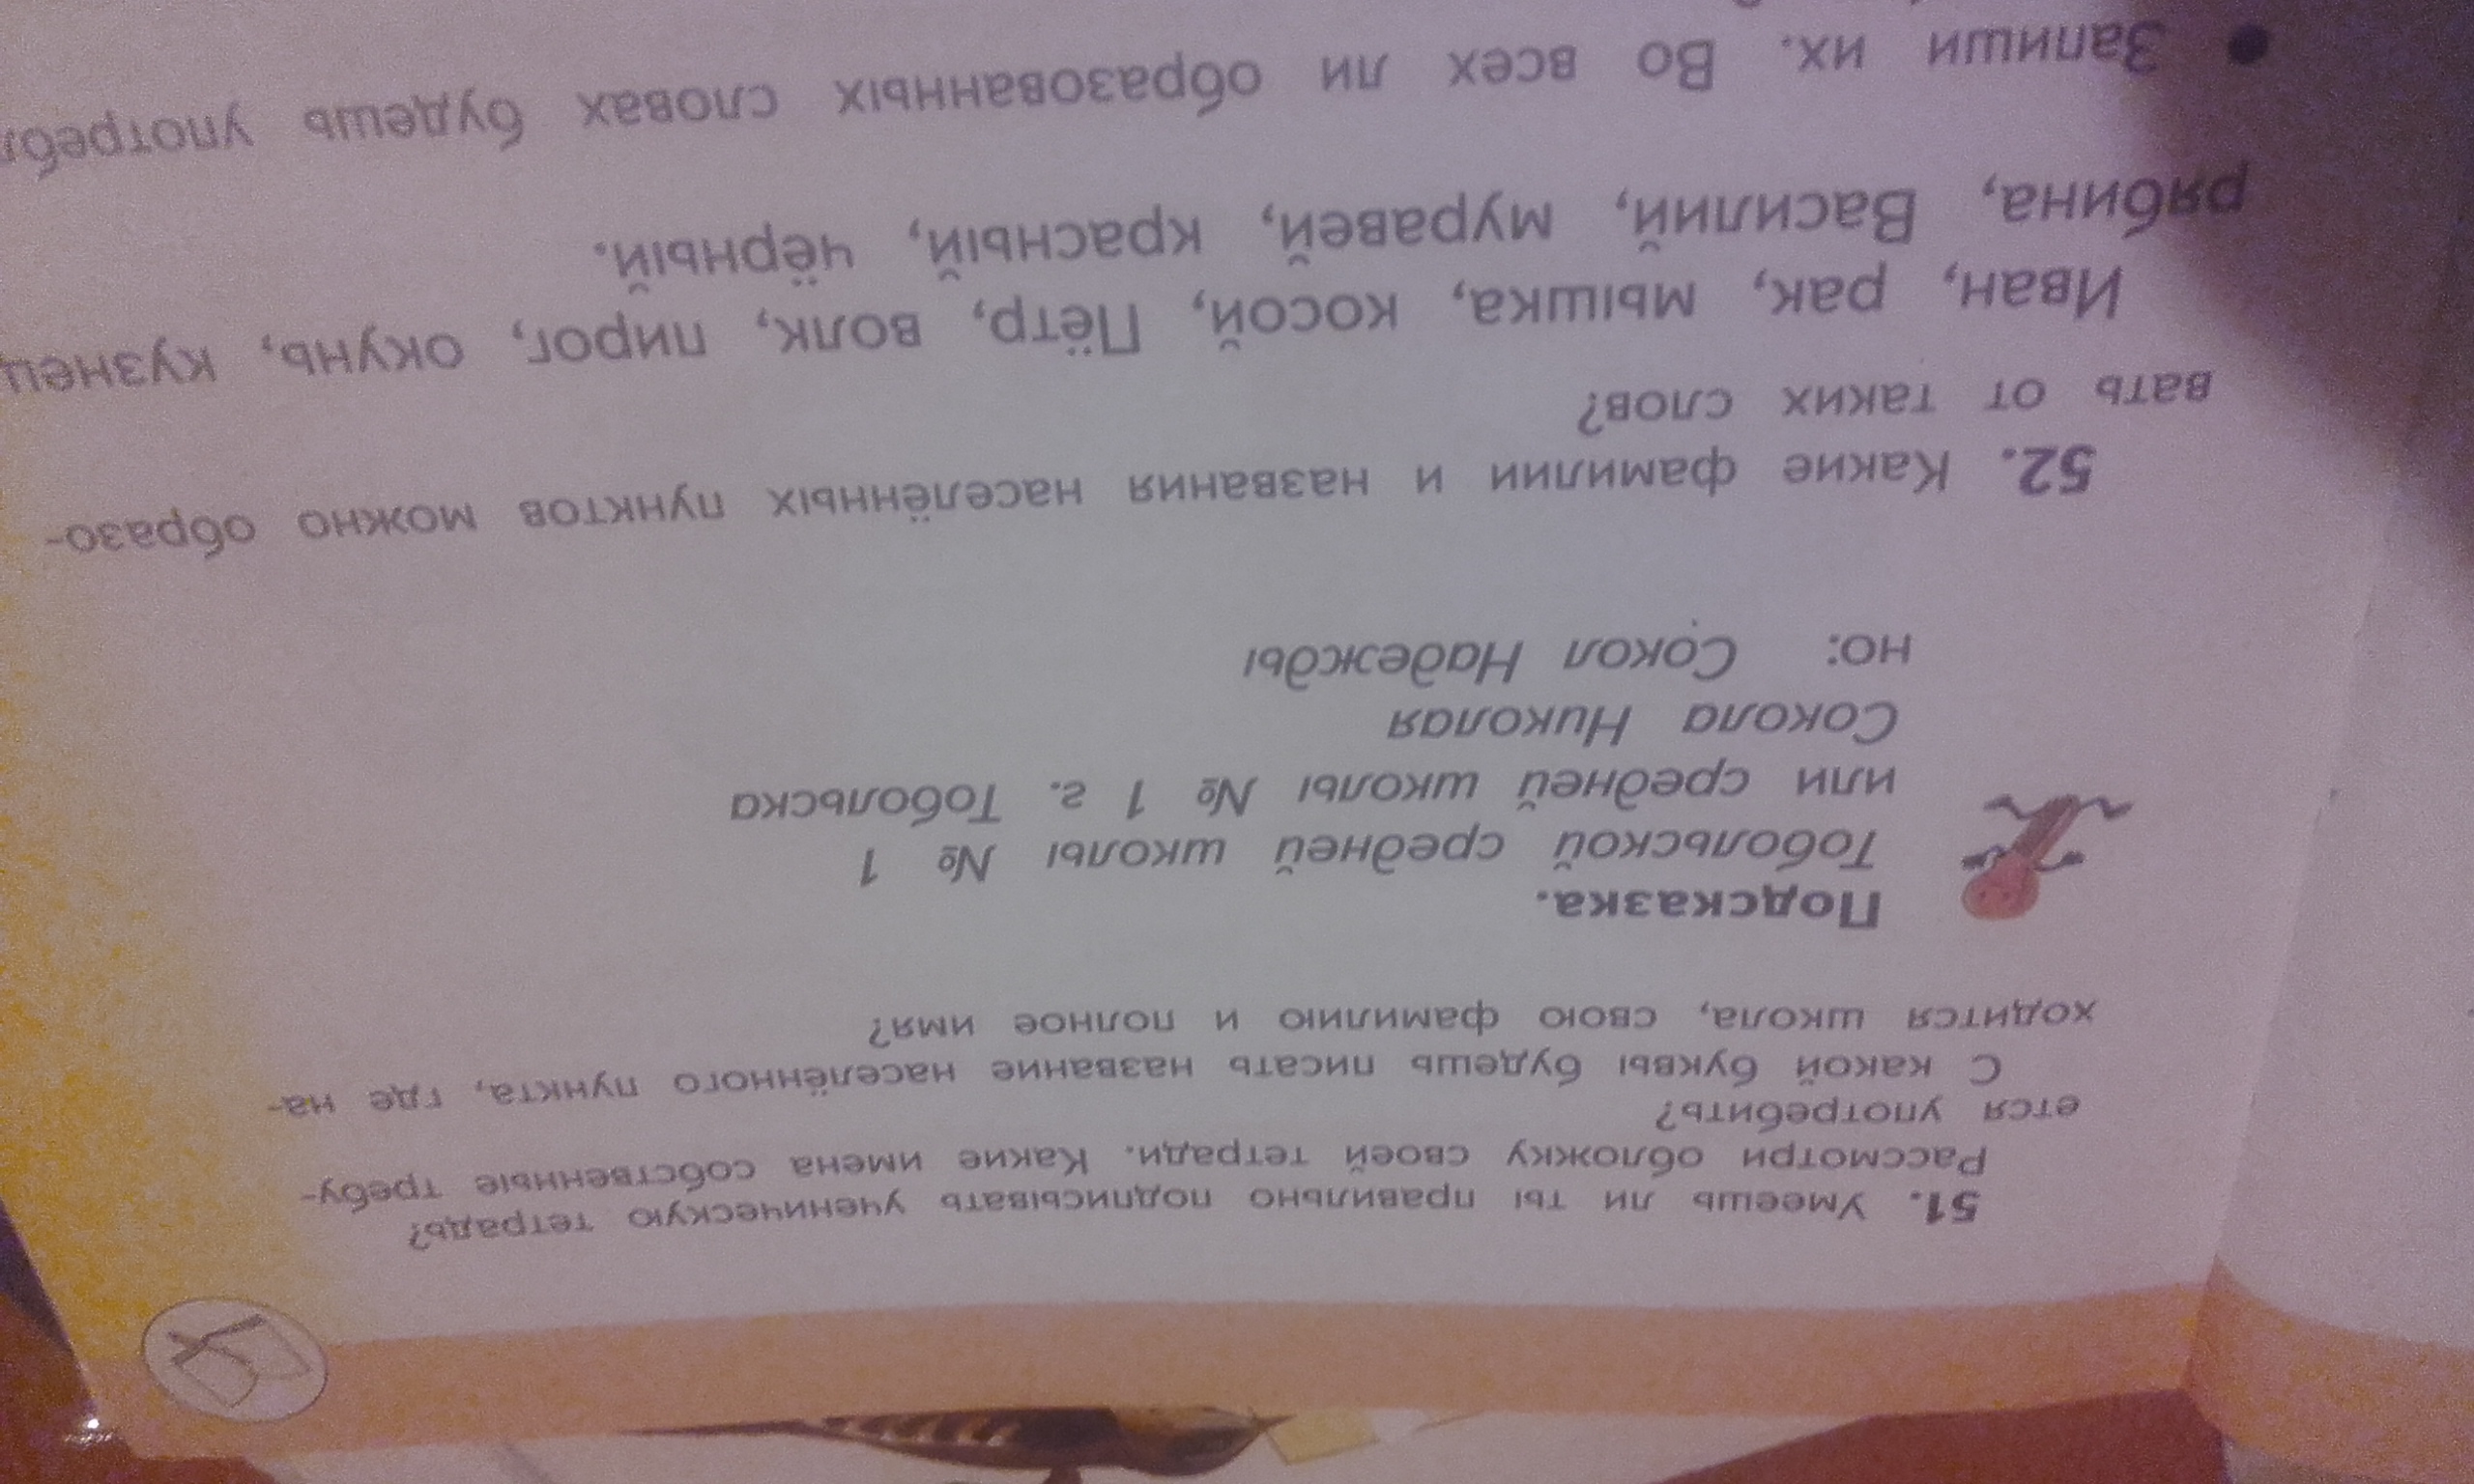 51. Умеешь ли ты правильно подписывать ученическую тетрадь?
Рассмотри обложку своей тетради. Какие имена собственные требу-
ется употребить?
С какой буквы будешь писать название населённого пункта, где на-
ходится школа, свою фамилию и полное имя?
Подсказка.
Тобольской средней школы № 1
или средней школы № 1 г. Тобольска
Сокола Николая
но: Сокол Надежды
52. Какие фамилии и названия населённых пунктов можно образо-
вать от таких слов?
Иван, рак, мышка, косой, Пётр, волк, пирог, окунь, кузнец
рябина, Василий, муравей, красный, чёрный.
• Запиши их. Во всех ли образованных словах будешь употреб